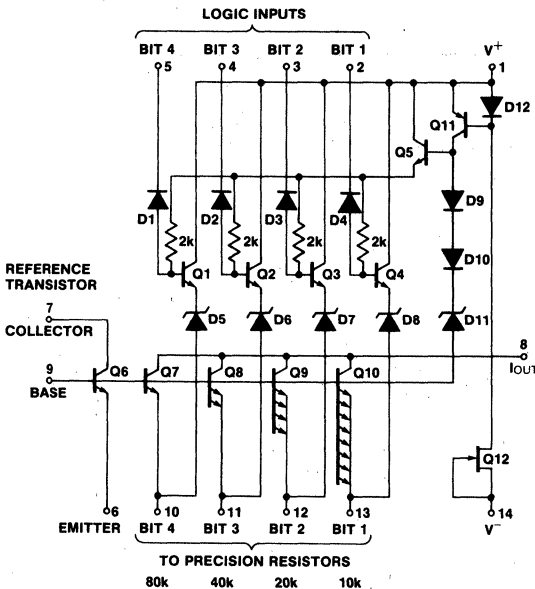 LOGIC INPUTS
BIT 4 BIT 3 BIT 2 BIT 1 V+
5 4 3 2 1
D12
Q11
Q5
D1 D2 D3 D4 D9
2k 2k 2k 2k
D10
Q1 Q2 Q3 Q4
REFERENCE
TRANSISTOR
7
COLLECTOR
D5 D6 D7 D8 D11
8
IOUT
9
BASE
Q6 Q7 Q8 Q9 Q10
Q12
6 10 11 12 13 14
EMITTER BIT 4 BIT 3 BIT 2 BIT 1 V-
TO PRECISION RESISTORS
80k 40k 20k 10k